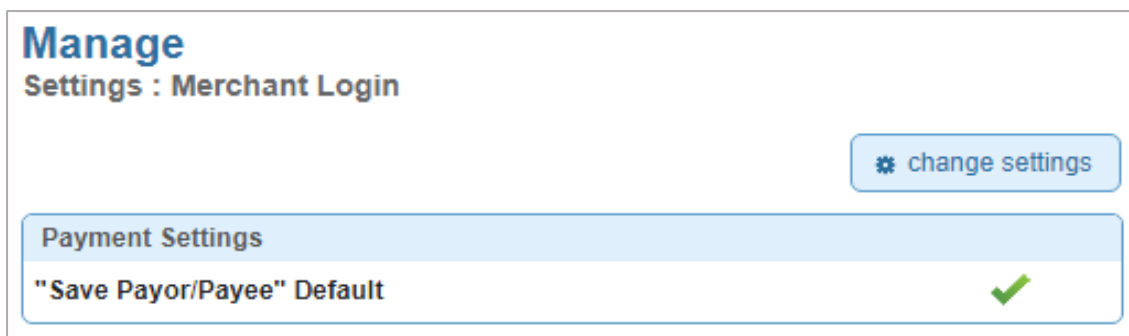 Manage
Settings : Merchant Login
change settings
Payment Settings
"Save Payor/Payee" Default